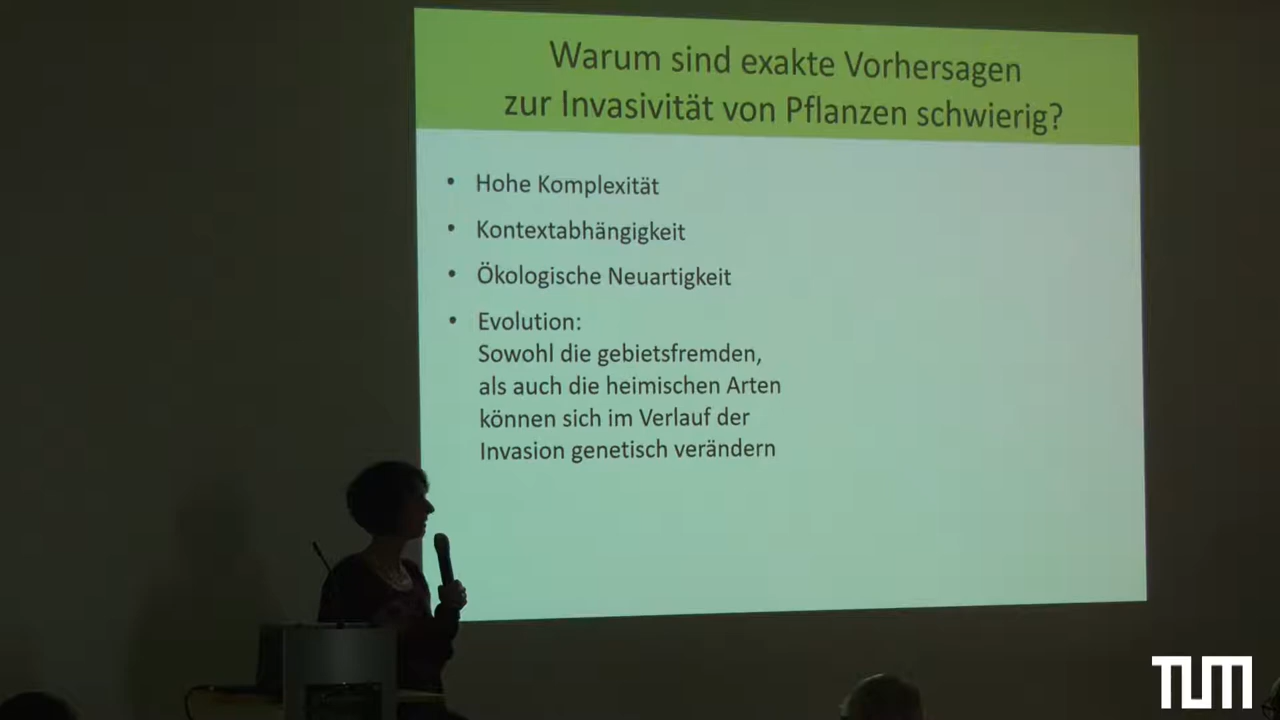 Warum sind exakte Vorhersagen
zur Invasivität von Pflanzen schwierig?
• Hohe Komplexität
• Kontextabhängigkeit
• Ökologische Neuartigkeit
• Evolution:
Sowohl die gebietsfremden,
als auch die heimischen Arten
können sich im Verlauf der
Invasion genetisch verändern
TUM